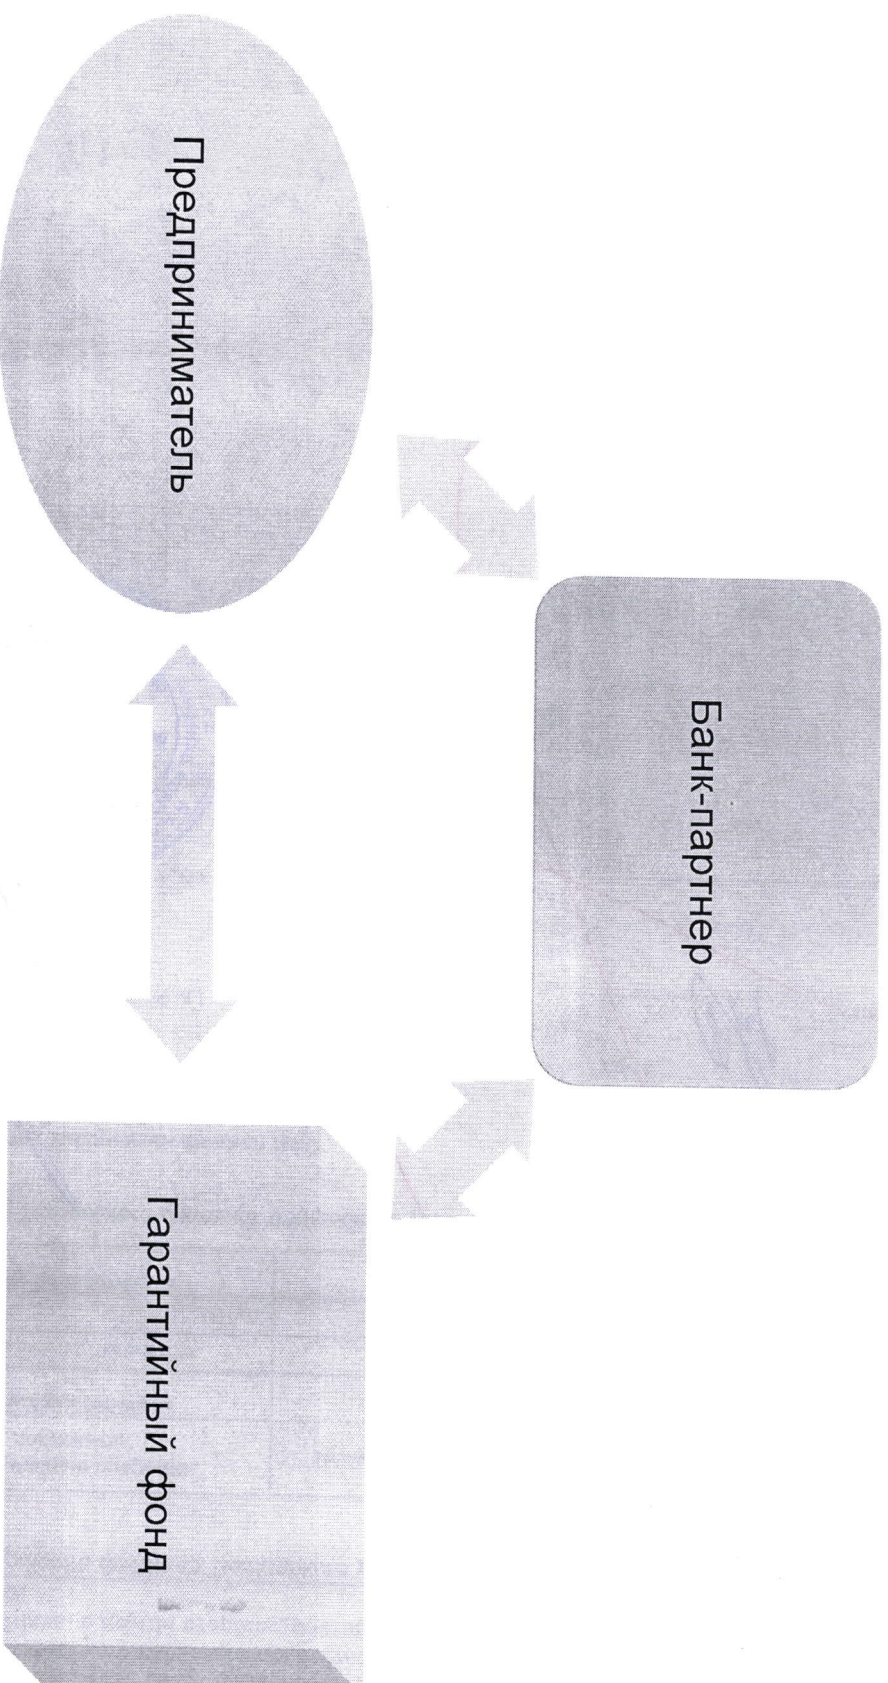 Банк-партнер
Предприниматель
Гарантийный фонд